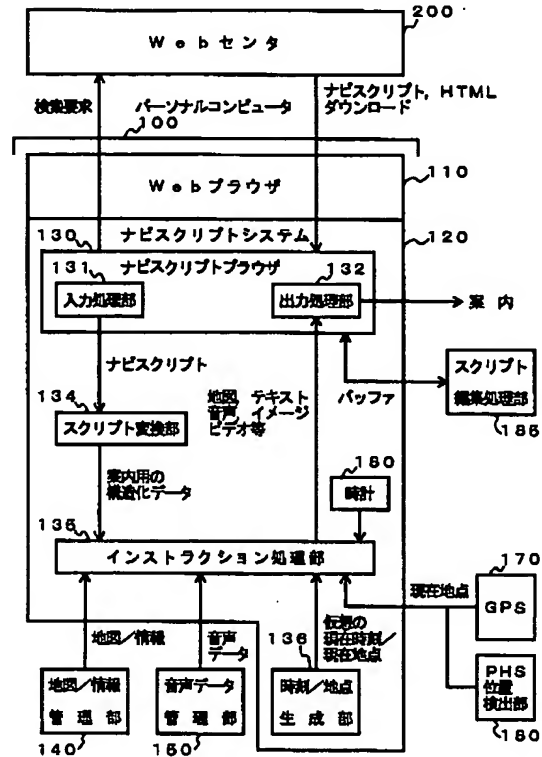 200
Webセンタ
検索要求
パーソナルコンピュータ
ナビスクリプト，HTML
ダウンロード
100
110
Webブラウザ
120
130
ナビスクリプトシステム
ナビスクリプトブラウザ
131
132
入力処理部
出力処理部
案内
ナビスクリプト
134
スクリプト変換部
地図，テキスト
音声，イメージ
ビデオ等
バッファ
スクリプト
編集処理部
185
案内用の
構造化データ
180
時計
135
インストラクション処理部
170
現在地点
GPS
地図／情報
音声
データ
136
仮想の
現在時刻／
現在地点
地図／情報
管理部
音声データ
管理部
時刻／地点
生成部
PHS
位置
検出部
140
150
180